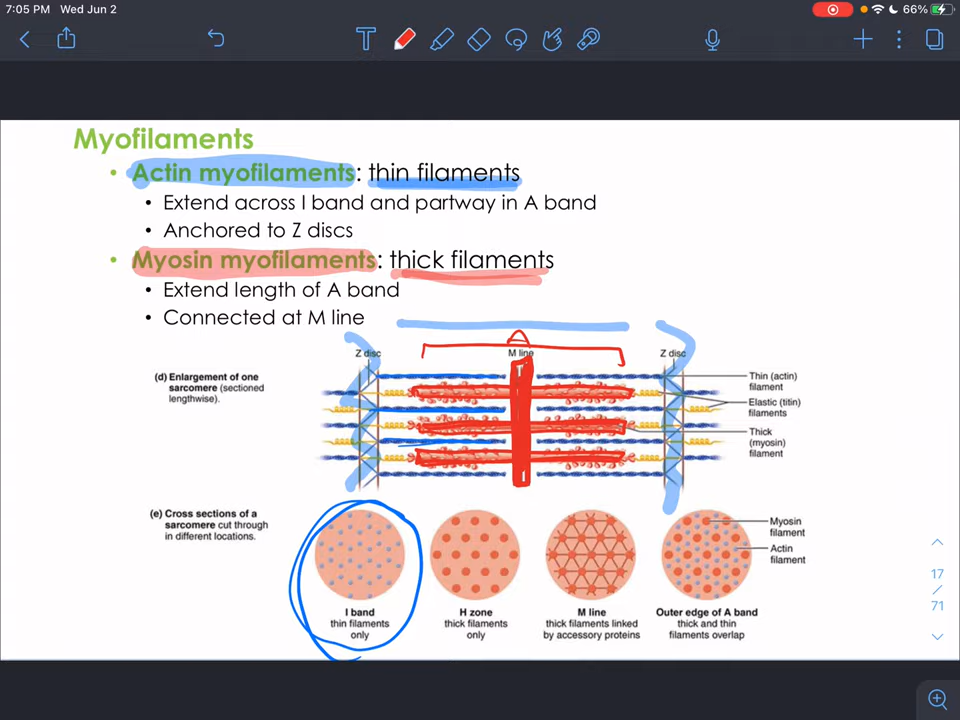 7:05 PM Wed Jun 2
66%
Myofilaments
• Actin myofilaments: thin filaments
• Extend across I band and partway in A band
• Anchored to Z discs
• Myosin myofilaments: thick filaments
• Extend length of A band
• Connected at M line
A
Z disc
M line
Z disc
(d) Enlargement of one
sarcomere (sectioned
lengthwise).
Thin (actin)
filament
Elastic (titin)
filaments
Thick
(myosin)
filament
(e) Cross sections of a
sarcomere cut through
in different locations.
Myosin
filament
Actin
filament
I band
thin filaments
only
H zone
thick filaments
only
M line
thick filaments linked
by accessory proteins
Outer edge of A band
thick and thin
filaments overlap
17
/
71